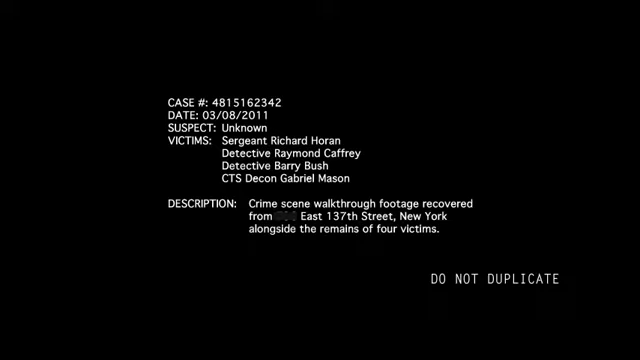 CASE #: 4815162342
DATE: 03/08/2011
SUSPECT: Unknown
VICTIMS: Sergeant Richard Horan
Detective Raymond Caffrey
Detective Barry Bush
CTS Decon Gabriel Mason
DESCRIPTION: Crime scene walkthrough footage recovered
from East 137th Street, New York
alongside the remains of four victims.
DO NOT DUPLICATE